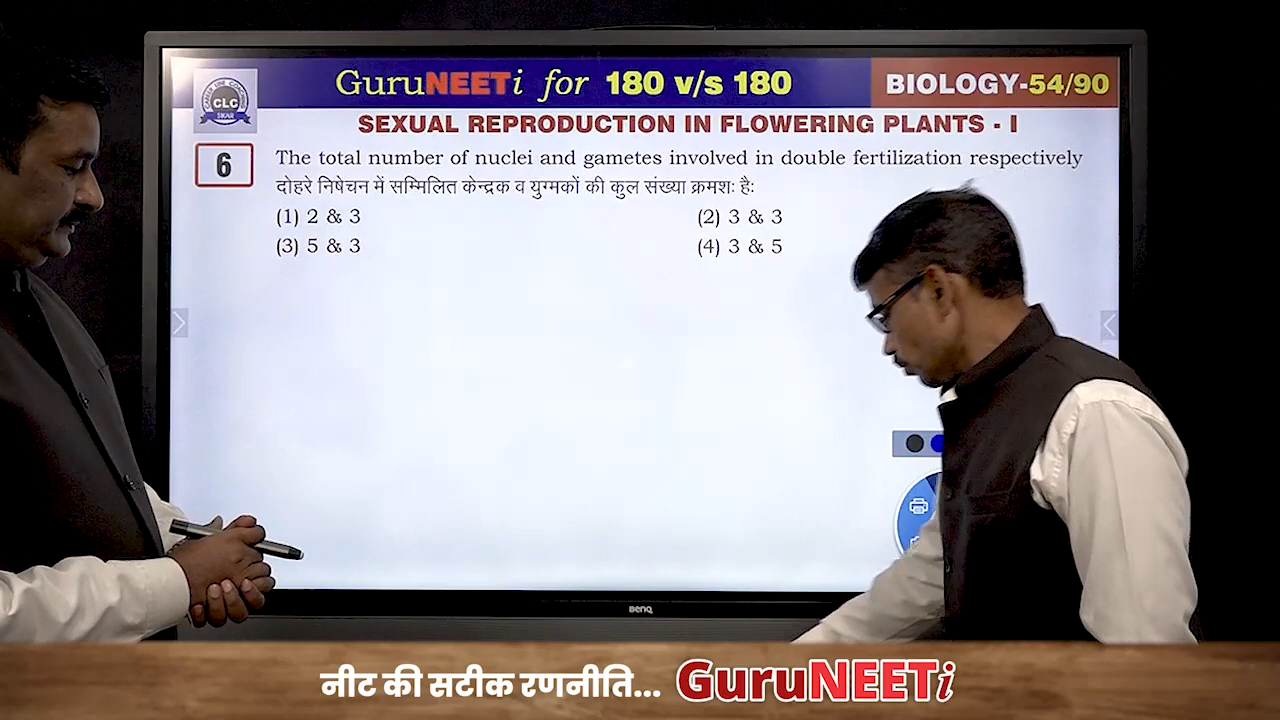 GuruNEETi for 180 v/s 180
BIOLOGY-54/90
CLC
SIKAR
SEXUAL REPRODUCTION IN FLOWERING PLANTS - I
6
The total number of nuclei and gametes involved in double fertilization respectively
दोहरे निषेचन में सम्मिलित केन्द्रक व युग्मकों की कुल संख्या क्रमशः है:
(1) 2 & 3
(2) 3 & 3
(3) 5 & 3
(4) 3 & 5
BenQ
नीट की सटीक रणनीति... GuruNEETi